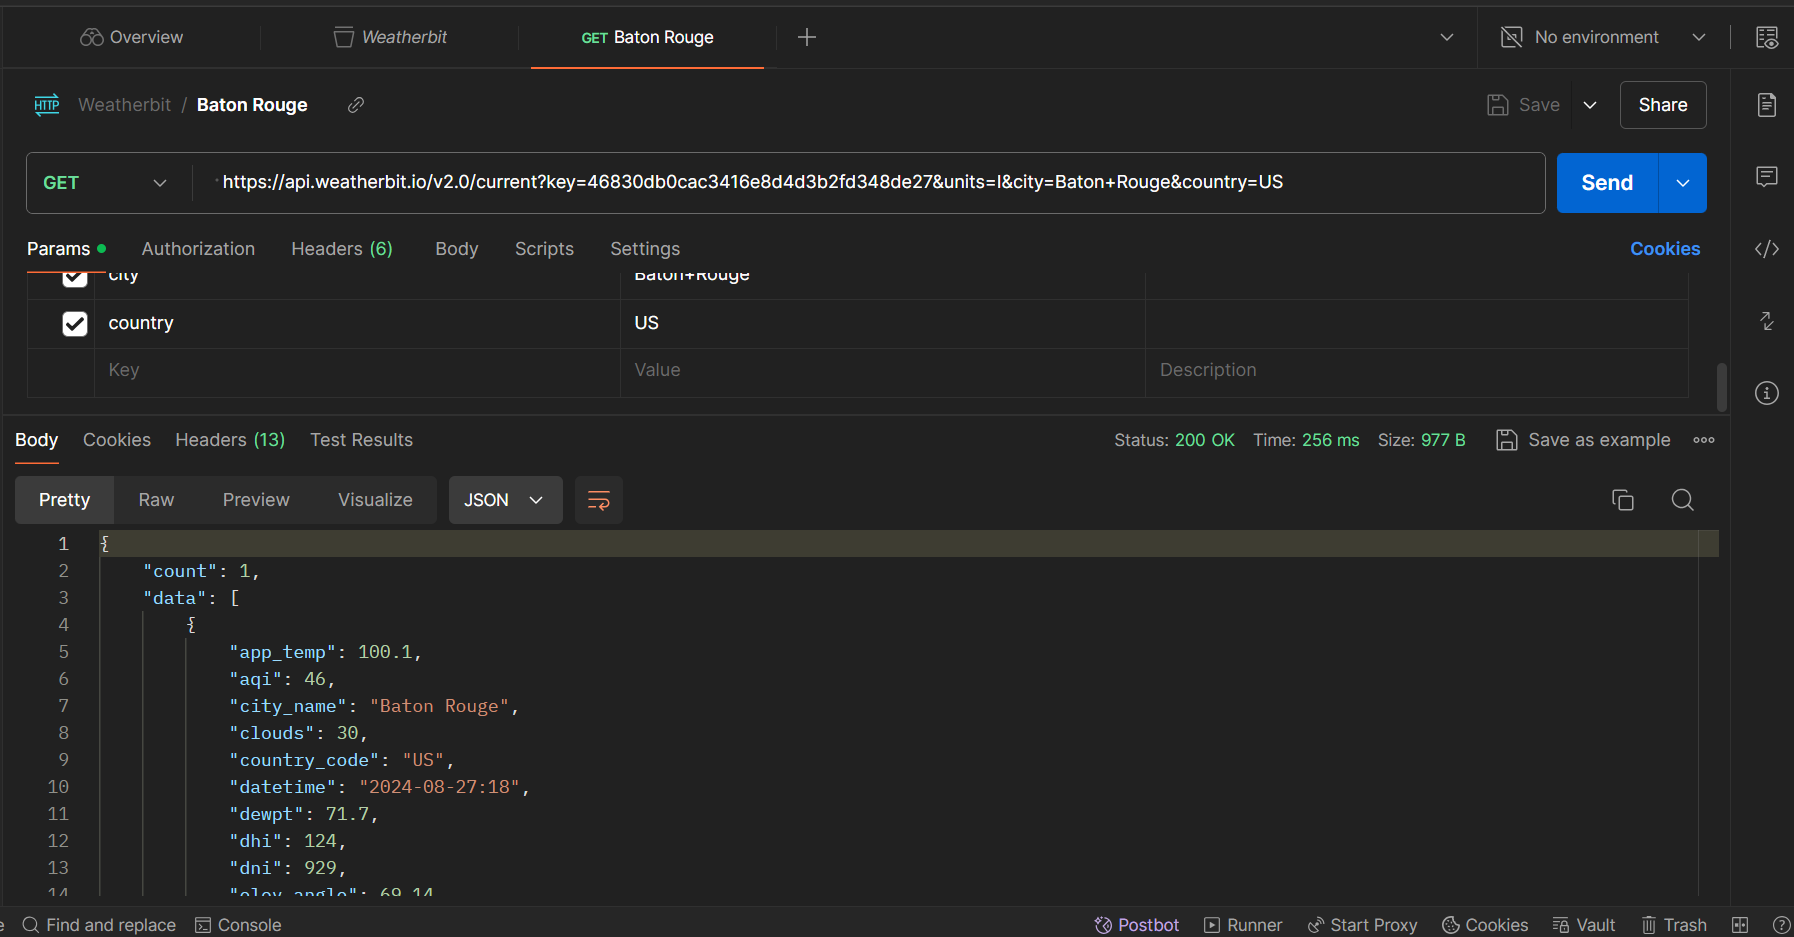 Overview Weatherbit GET Baton Rouge No environment
HTTP Weatherbit / Baton Rouge Save Share
GET https://api.weatherbit.io/v2.0/current?key=46830db0cac3416e8d4d3b2fd348de27&units=I&city=Baton+Rouge&country=US Send
Params Authorization Headers (6) Body Scripts Settings Cookies
city Baton+Rouge
country US
Key Value Description
Body Cookies Headers (13) Test Results Status: 200 OK Time: 256 ms Size: 977 B Save as example
Pretty Raw Preview Visualize JSON
1 {
2 "count": 1,
3 "data": [
4 {
5 "app_temp": 100.1,
6 "aqi": 46,
7 "city_name": "Baton Rouge",
8 "clouds": 30,
9 "country_code": "US",
10 "datetime": "2024-08-27:18",
11 "dewpt": 71.7,
12 "dhi": 124,
13 "dni": 929,
14 "elev_angle": 69.14
Find and replace Console Postbot Runner Start Proxy Cookies Vault Trash